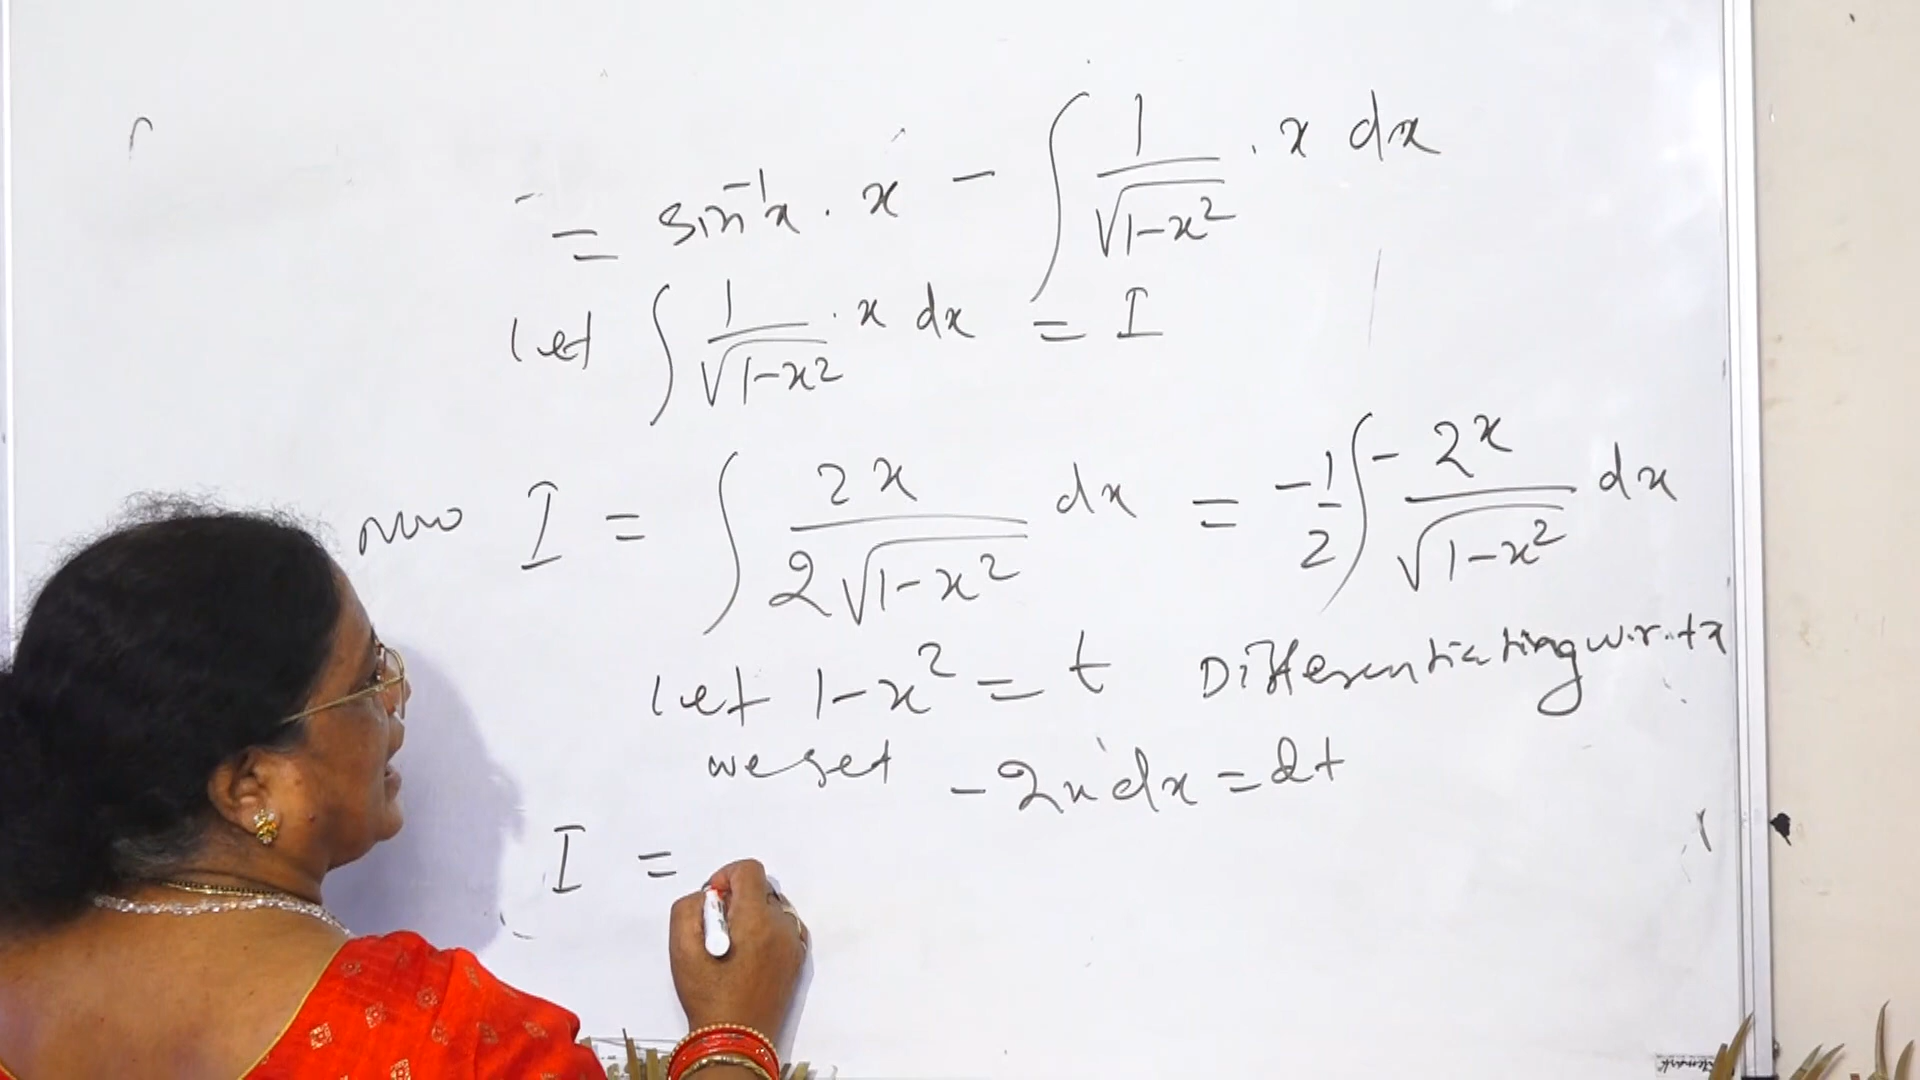 = sin⁻¹x . x - ∫ 1/√(1-x²) . x dx
let ∫ 1/√(1-x²) . x dx = I
I = ∫ 2x/(2√(1-x²)) dx = -1/2 ∫ -2x/√(1-x²) dx
let 1-x² = t Differentiating w.r.t x
we get -2x dx = dt
I =